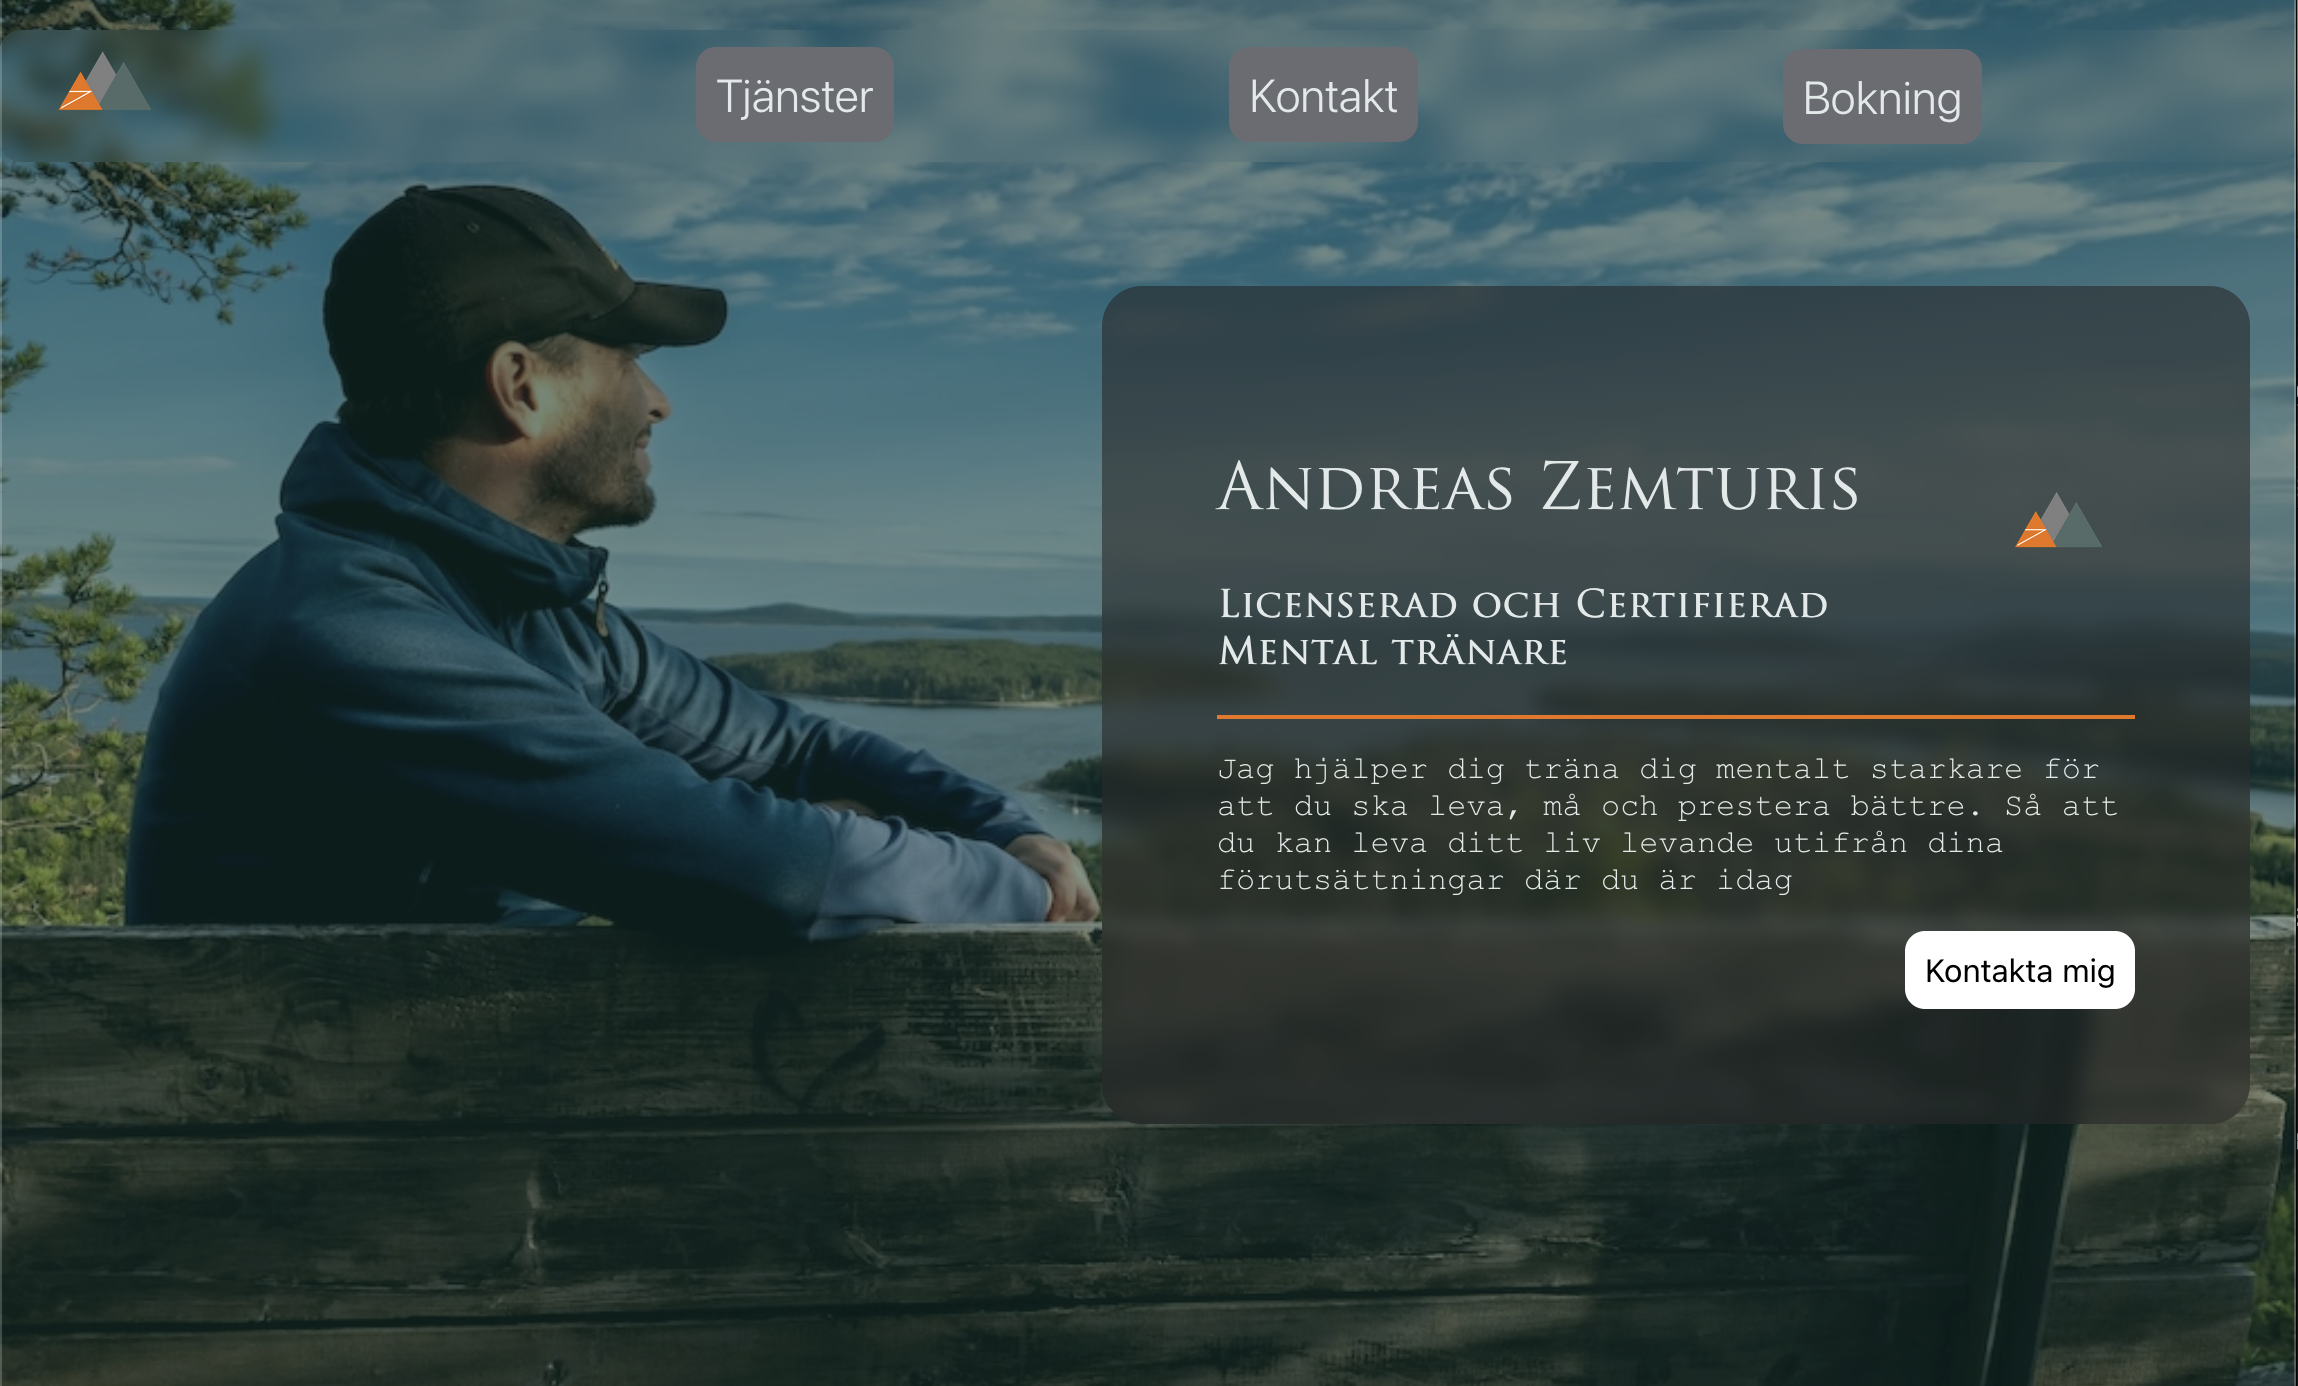 Tjänster
Kontakt
Bokning
Andreas Zemturis
Licenserad och Certifierad
Mental tränare
Jag hjälper dig träna dig mentalt starkare för
att du ska leva, må och prestera bättre. Så att
du kan leva ditt liv levande utifrån dina
förutsättningar där du är idag
Kontakta mig